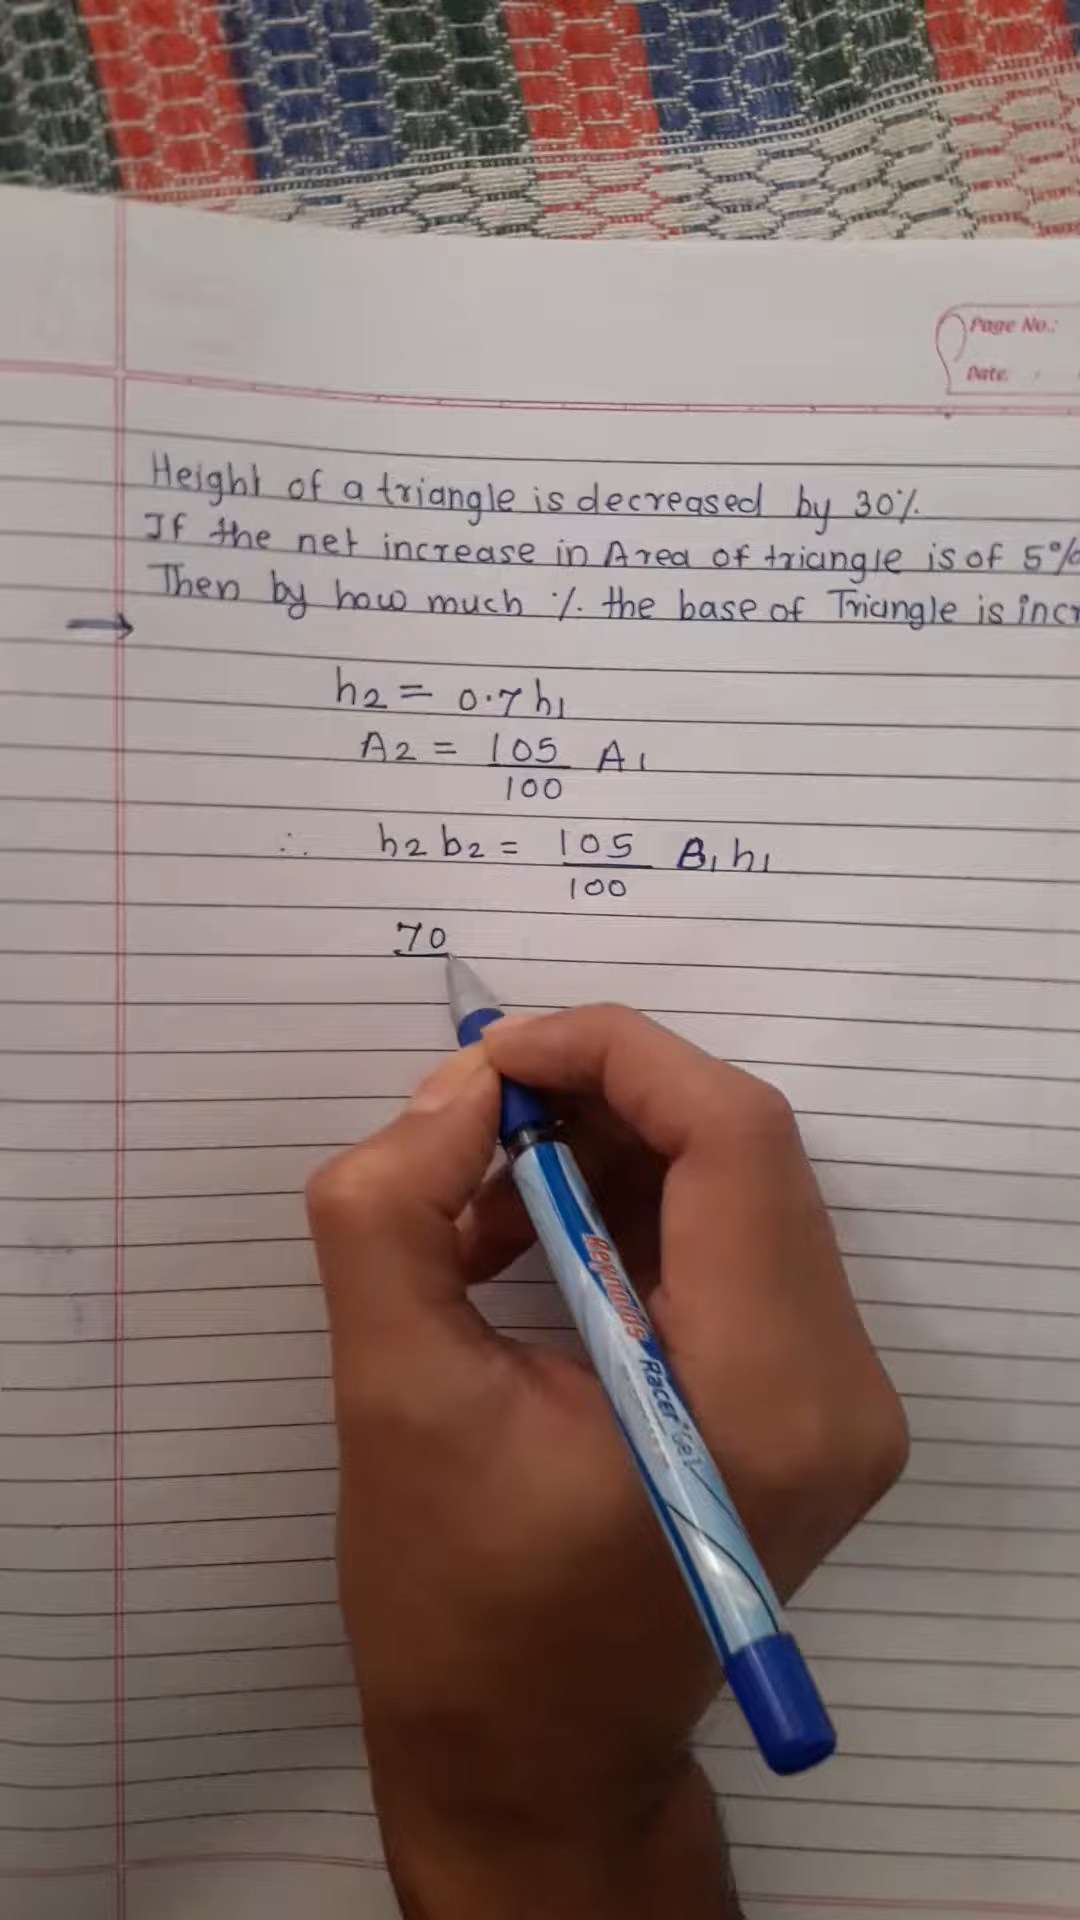 Page No.:
Date:
Height of a triangle is decreased by 30%.
If the net increase in Area of triangle is of 5%
Then by how much % the base of Triangle is incr
h2 = 0.7h1
A2 = 105 A1
100
∴ h2 b2 = 105 B1 h1
100
70
Reynolds Racer Gel